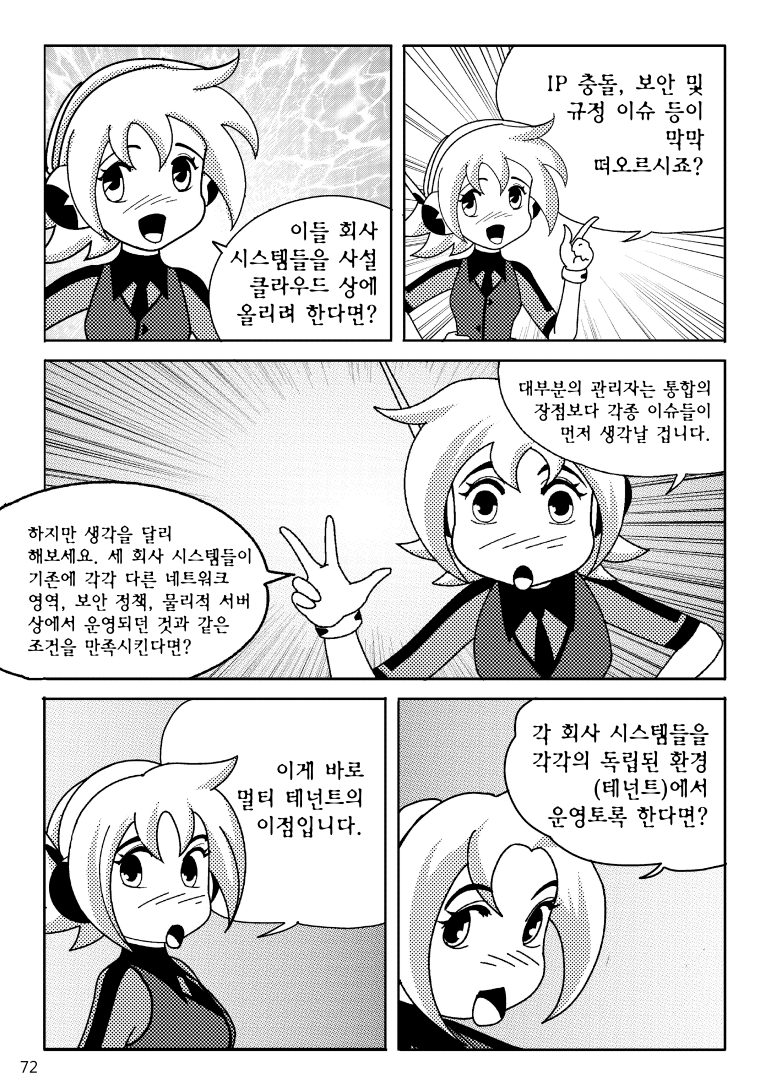 이들 회사
시스템들을 사설
클라우드 상에
올리려 한다면?
IP 충돌, 보안 및
규정 이슈 등이
막막
떠오르시죠?
대부분의 관리자는 통합의
장점보다 각종 이슈들이
먼저 생각날 겁니다.
하지만 생각을 달리
해보세요. 세 회사 시스템들이
기존에 각각 다른 네트워크
영역, 보안 정책, 물리적 서버
상에서 운영되던 것과 같은
조건을 만족시킨다면?
이게 바로
멀티 테넌트의
이점입니다.
각 회사 시스템들을
각각의 독립된 환경
(테넌트)에서
운영토록 한다면?
72